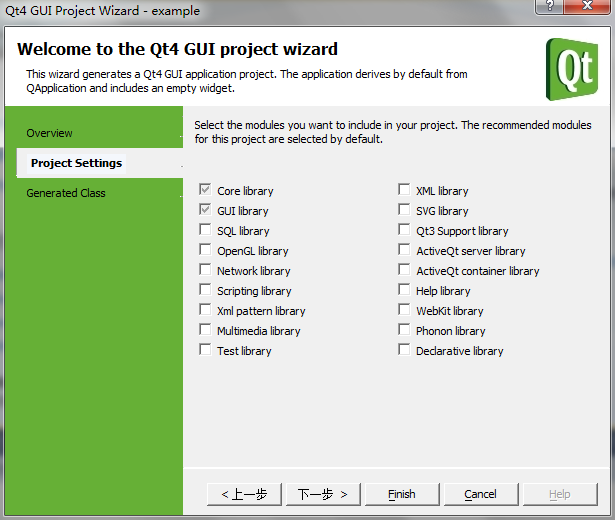 Qt4 GUI Project Wizard - example
?
Welcome to the Qt4 GUI project wizard
This wizard generates a Qt4 GUI application project. The application derives by default from
QApplication and includes an empty widget.
Qt
Overview
Project Settings
Generated Class
Select the modules you want to include in your project. The recommended modules
for this project are selected by default.
Core library
GUI library
SQL library
OpenGL library
Network library
Scripting library
Xml pattern library
Multimedia library
Test library
XML library
SVG library
Qt3 Support library
ActiveQt server library
ActiveQt container library
Help library
WebKit library
Phonon library
Declarative library
< 上一步
下一步 >
Finish
Cancel
Help